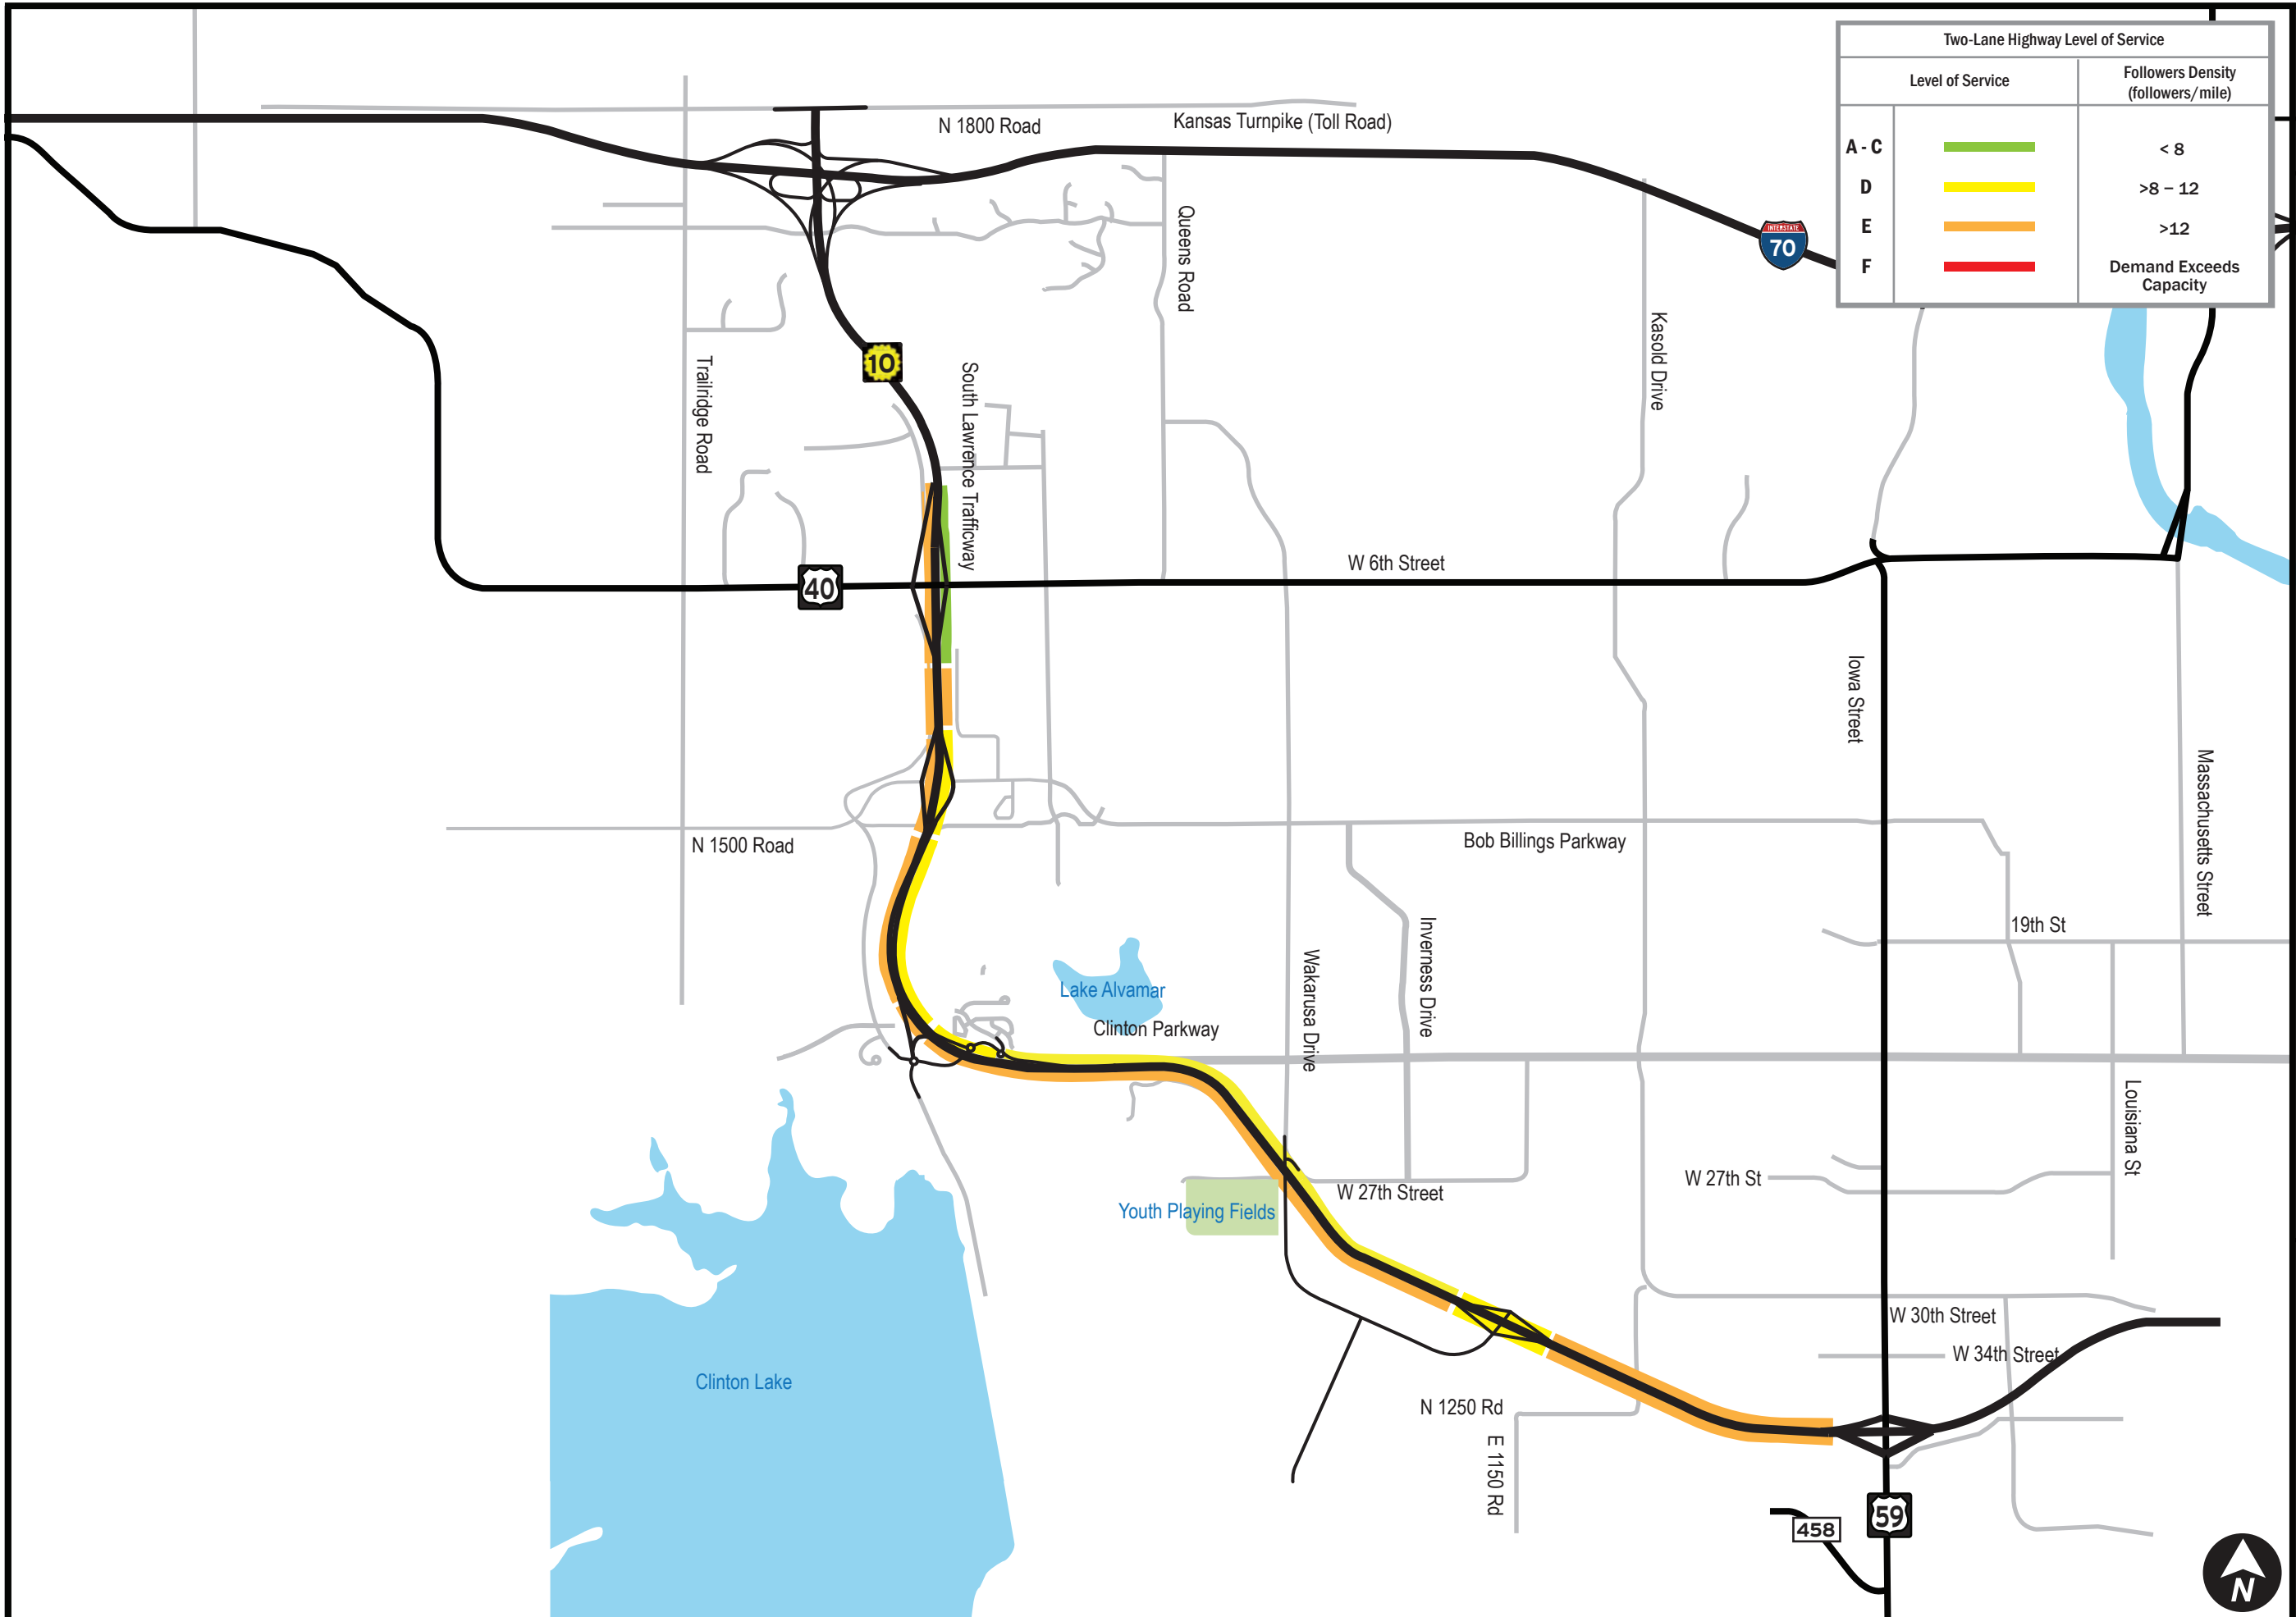 Two-Lane Highway Level of Service
Level of Service
Followers Density
(followers/mile)
A - C
< 8
D
>8 – 12
E
>12
F
Demand Exceeds
Capacity
N 1800 Road
Kansas Turnpike (Toll Road)
INTERSTATE
70
Queens Road
Kasold Drive
10
Trailridge Road
South Lawrence Trafficway
W 6th Street
40
Iowa Street
Massachusetts Street
N 1500 Road
Bob Billings Parkway
19th St
Inverness Drive
Wakarusa Drive
Lake Alvamar
Clinton Parkway
Louisiana St
W 27th St
W 27th Street
Youth Playing Fields
W 30th Street
W 34th Street
Clinton Lake
N 1250 Rd
E 1150 Rd
59
458
N